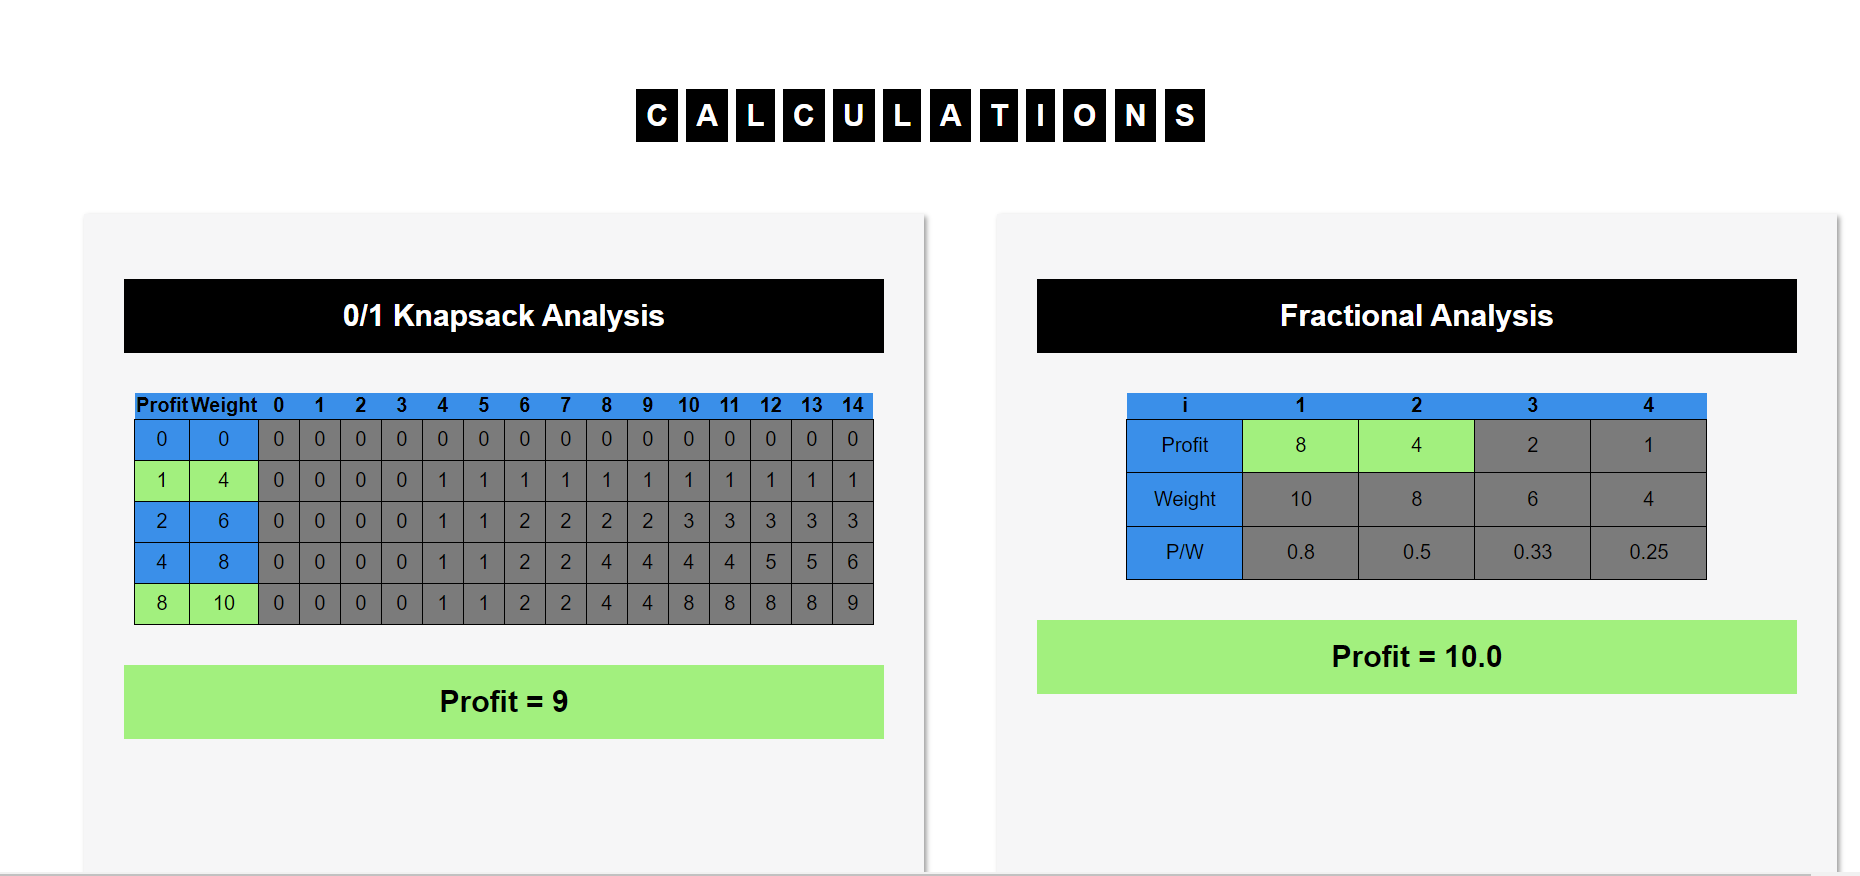 CALCULATIONS
0/1 Knapsack Analysis
Profit Weight 0 1 2 3 4 5 6 7 8 9 10 11 12 13 14
0 0 0 0 0 0 0 0 0 0 0 0 0 0 0 0 0
1 4 0 0 0 0 1 1 1 1 1 1 1 1 1 1 1
2 6 0 0 0 0 1 1 2 2 2 2 3 3 3 3 3
4 8 0 0 0 0 1 1 2 2 4 4 4 4 5 5 6
8 10 0 0 0 0 1 1 2 2 4 4 8 8 8 8 9
Profit = 9
Fractional Analysis
i 1 2 3 4
Profit 8 4 2 1
Weight 10 8 6 4
P/W 0.8 0.5 0.33 0.25
Profit = 10.0